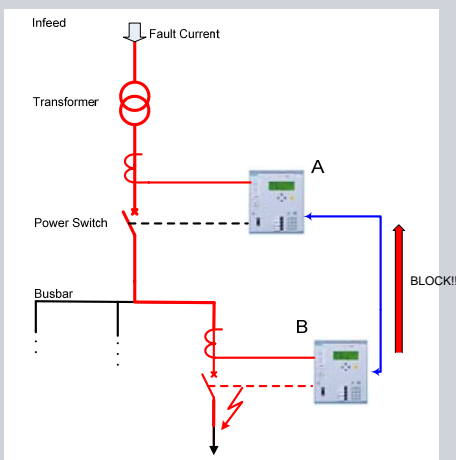 Infeed
Fault Current
Transformer
A
Power Switch
BLOCK!!
Busbar
B